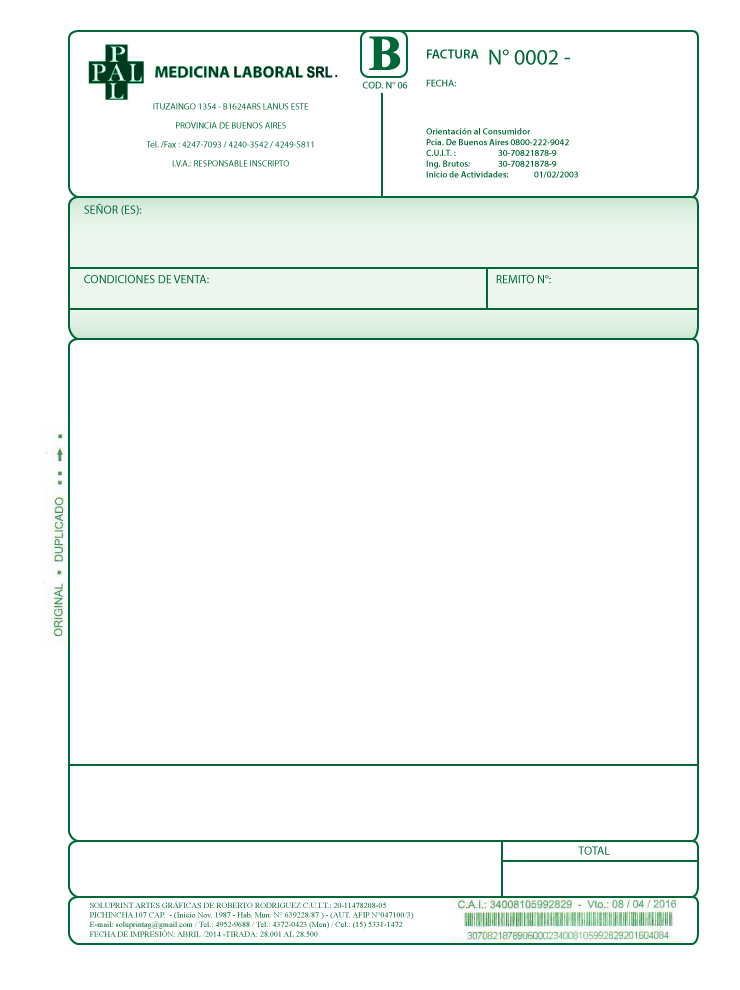 P
PAL
L
MEDICINA LABORAL SRL.
ITUZAINGO 1354 - B1624ARS LANUS ESTE
PROVINCIA DE BUENOS AIRES
Tel. /Fax : 4247-7093 / 4240-3542 / 4249-5811
I.V.A.: RESPONSABLE INSCRIPTO
B
COD. N° 06
FACTURA N° 0002 -
FECHA:
Orientación al Consumidor
Pcia. De Buenos Aires 0800-222-9042
C.U.I.T. : 30-70821878-9
Ing. Brutos: 30-70821878-9
Inicio de Actividades: 01/02/2003
SEÑOR (ES):
CONDICIONES DE VENTA:
REMITO N°:
ORIGINAL ▪ DUPLICADO
TOTAL
SOLUPRINT ARTES GRÁFICAS DE ROBERTO RODRIGUEZ C.U.I.T.: 20-11478208-05
PICHINCHA 107 CAP. - (Inicio Nov. 1987 - Hab. Mun. N° 639228/87 ) - (AUT. AFIP N°047100/3)
E-mail: soluprintag@gmail.com / Tel.: 4952-9688 / Tel.: 4372-0423 (Men) / Cel.: (15) 5331-1472
FECHA DE IMPRESIÓN: ABRIL /2014 -TIRADA: 28.001 AL 28.500
C.A.I.: 34008105992829 - Vto.: 08 / 04 / 2016
3070821878906000234008105992829201604084